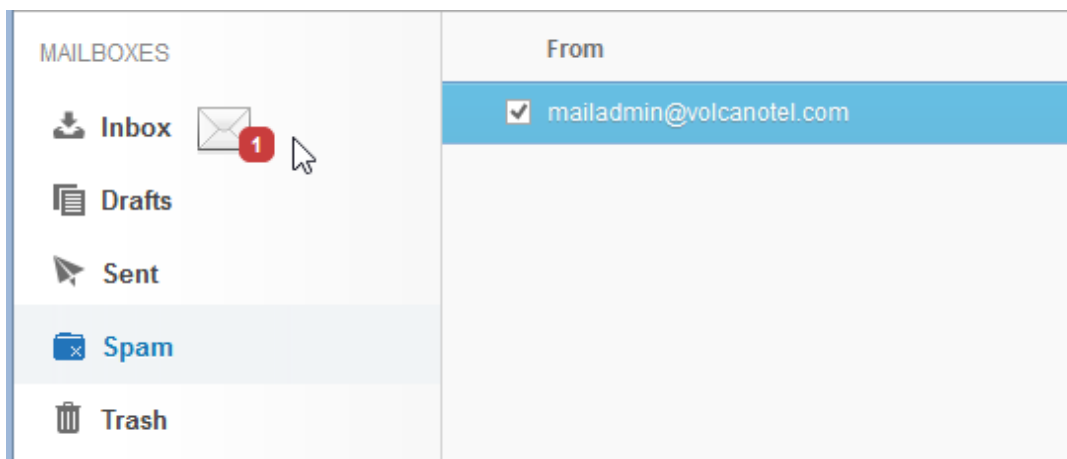 MAILBOXES
Inbox
1
Drafts
Sent
Spam
Trash
From
mailadmin@volcanotel.com